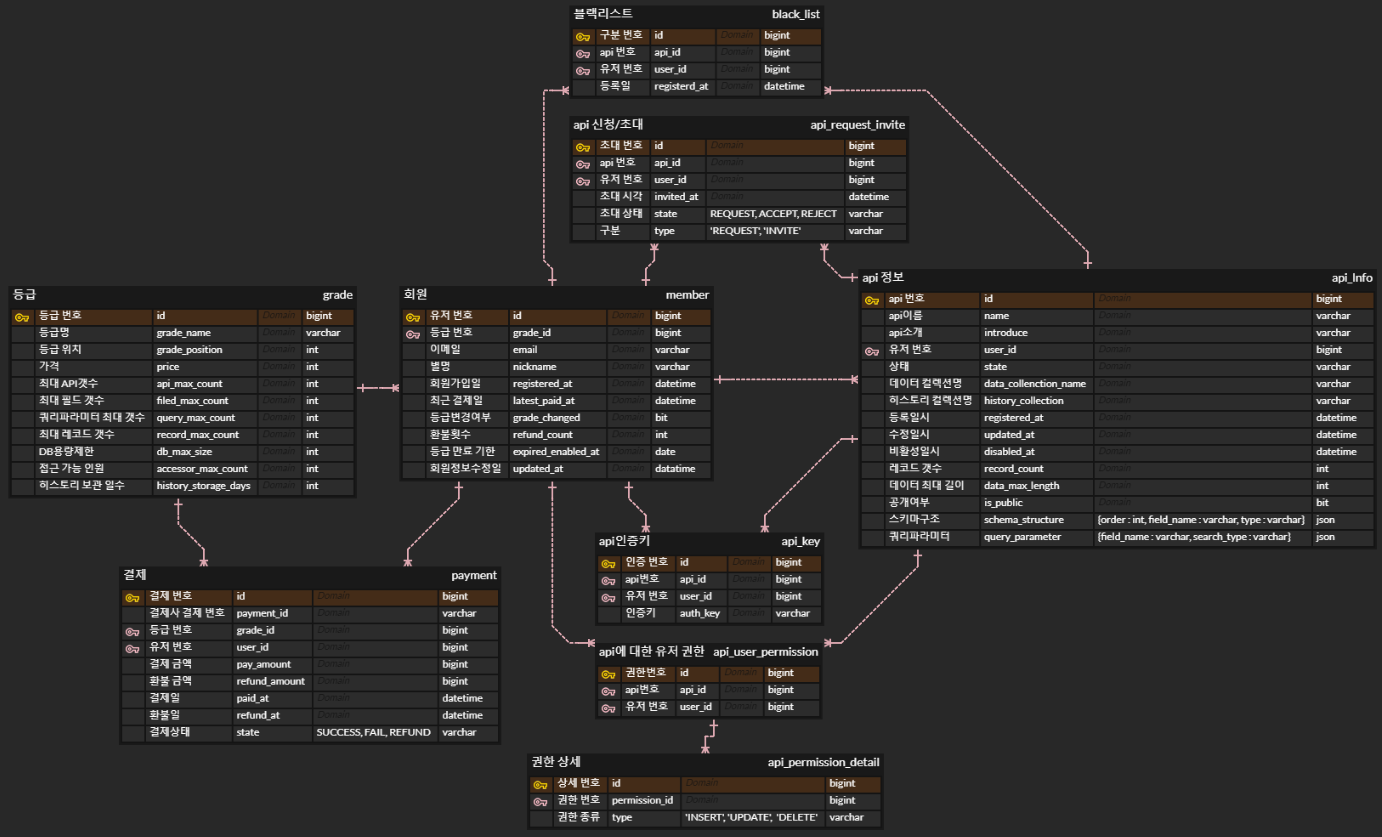 블랙리스트 black_list
구분 번호 id Domain bigint
api 번호 api_id Domain bigint
유저 번호 user_id Domain bigint
등록일 registerd_at Domain datetime
api 신청/초대 api_request_invite
초대 번호 id Domain bigint
api 번호 api_id Domain bigint
유저 번호 user_id Domain bigint
초대 시각 invited_at Domain datetime
초대 상태 state REQUEST, ACCEPT, REJECT varchar
구분 type 'REQUEST', 'INVITE' varchar
등급 grade
등급 번호 id Domain bigint
등급명 grade_name Domain varchar
등급 위치 grade_position Domain int
가격 price Domain int
최대 API갯수 api_max_count Domain int
최대 필드 갯수 filed_max_count Domain int
쿼리파라미터 최대 갯수 query_max_count Domain int
최대 레코드 갯수 record_max_count Domain int
DB용량제한 db_max_size Domain int
접근 가능 인원 accessor_max_count Domain int
히스토리 보관 일수 history_storage_days Domain int
회원 member
유저 번호 id Domain bigint
등급 번호 grade_id Domain bigint
이메일 email Domain varchar
별명 nickname Domain varchar
회원가입일 registered_at Domain datetime
최근 결제일 latest_paid_at Domain datetime
등급변경여부 grade_changed Domain bit
환불횟수 refund_count Domain int
등급 만료 기한 expired_enabled_at Domain date
회원정보수정일 updated_at Domain datatime
api 정보 api_Info
api 번호 id Domain bigint
api이름 name Domain varchar
api소개 introduce Domain varchar
유저 번호 user_id Domain bigint
상태 state Domain varchar
데이터 컬렉션명 data_collenction_name Domain varchar
히스토리 컬렉션명 history_collection Domain varchar
등록일시 registered_at Domain datetime
수정일시 updated_at Domain datetime
비활성일시 disabled_at Domain datetime
레코드 갯수 record_count Domain int
데이터 최대 길이 data_max_length Domain int
공개여부 is_public Domain bit
스키마구조 schema_structure {order : int, field_name : varchar, type : varchar} json
쿼리파라미터 query_parameter {field_name : varchar, search_type : varchar} json
결제 payment
결제 번호 id Domain bigint
결제사 결제 번호 payment_id Domain varchar
등급 번호 grade_id Domain bigint
유저 번호 user_id Domain bigint
결제 금액 pay_amount Domain bigint
환불 금액 refund_amount Domain bigint
결제일 paid_at Domain datetime
환불일 refund_at Domain datetime
결제상태 state SUCCESS, FAIL, REFUND varchar
api인증키 api_key
인증 번호 id Domain bigint
api번호 api_id Domain bigint
유저 번호 user_id Domain bigint
인증키 auth_key Domain varchar
api에 대한 유저 권한 api_user_permission
권한번호 id Domain bigint
api번호 api_id Domain bigint
유저 번호 user_id Domain bigint
권한 상세 api_permission_detail
상세 번호 id Domain bigint
권한 번호 permission_id Domain bigint
권한 종류 type 'INSERT', 'UPDATE', 'DELETE' varchar